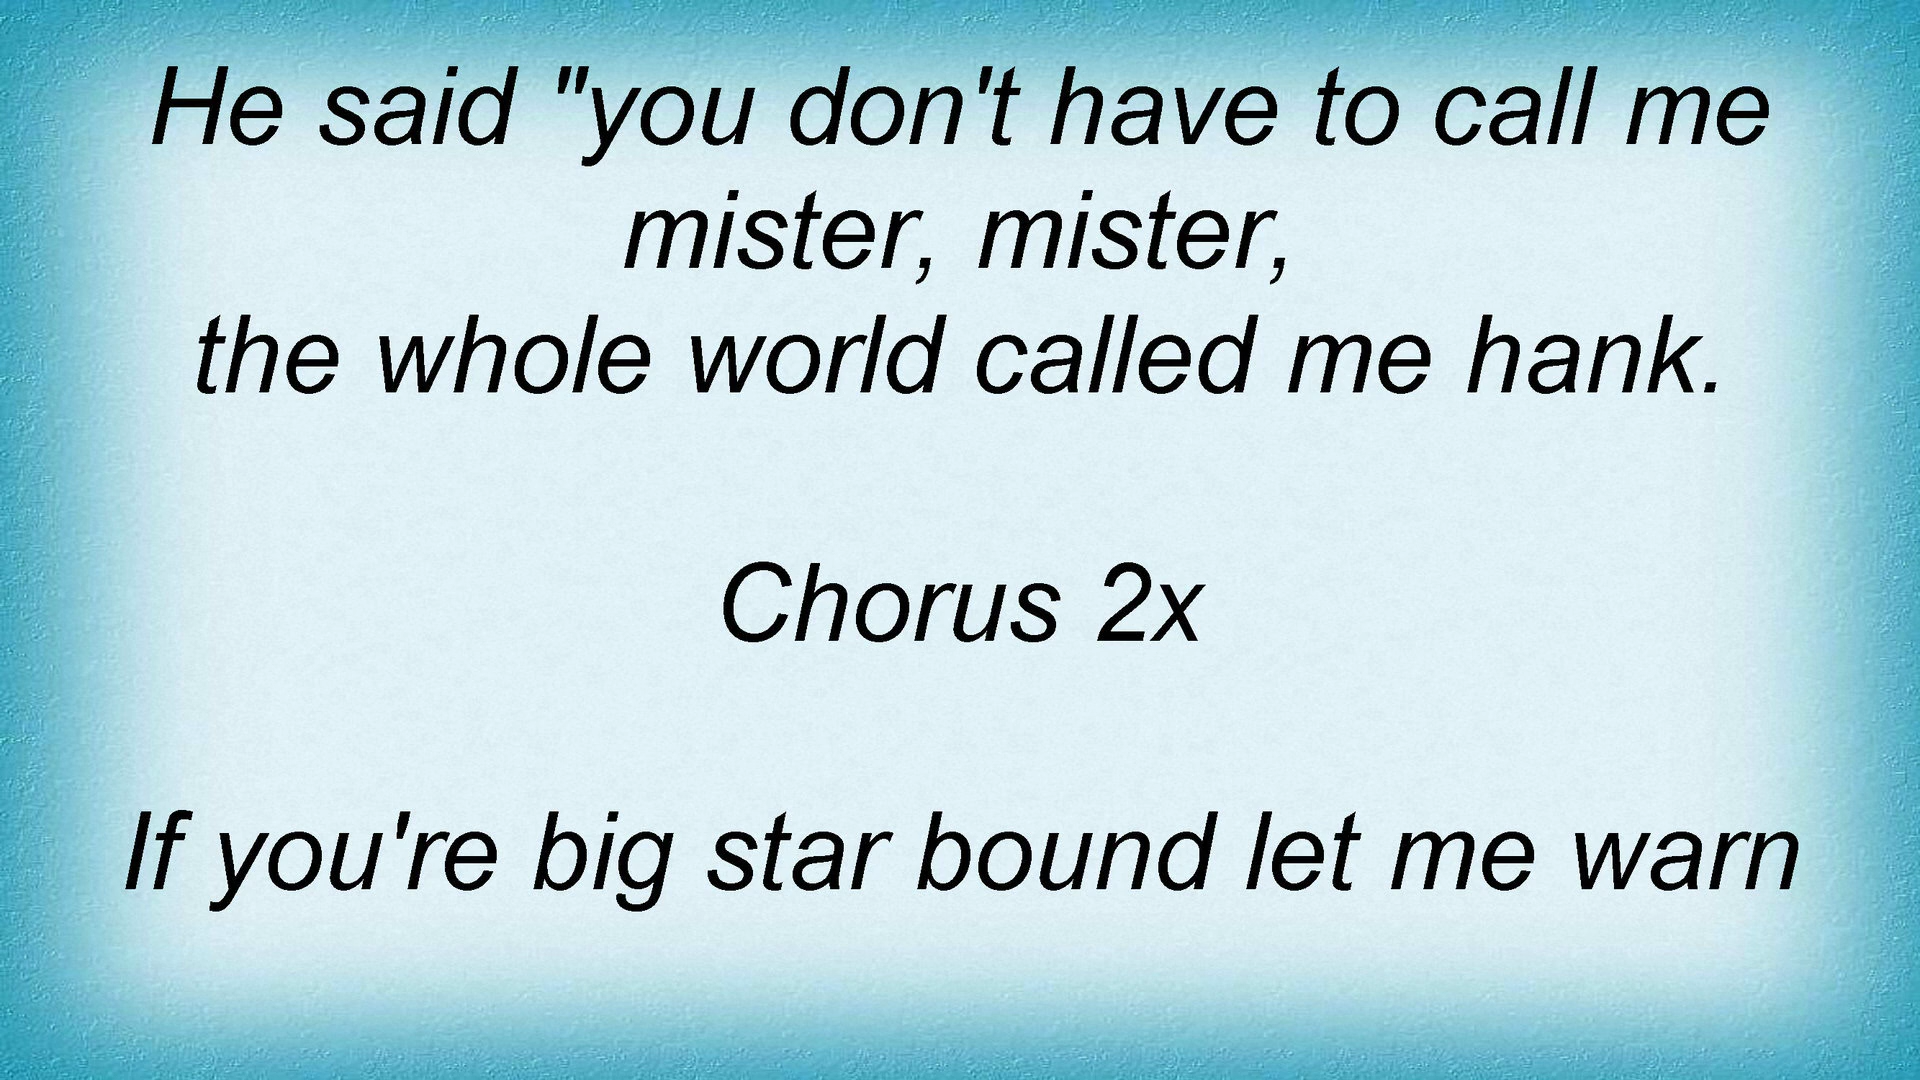 He said "you don't have to call me
mister, mister,
the whole world called me hank.
Chorus 2x
If you're big star bound let me warn